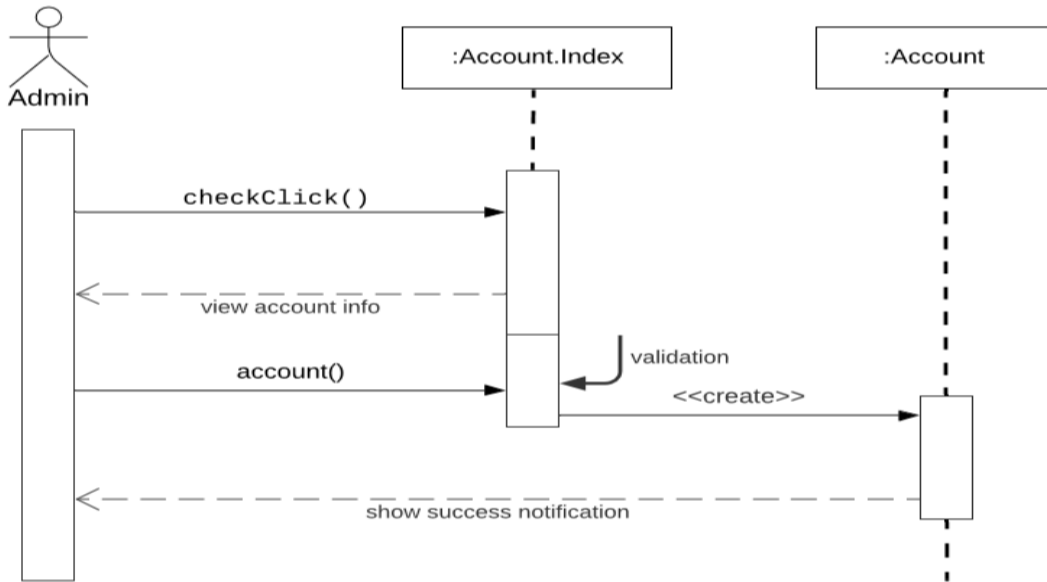 :Account.Index
:Account
Admin
checkClick()
view account info
validation
account()
<<create>>
show success notification